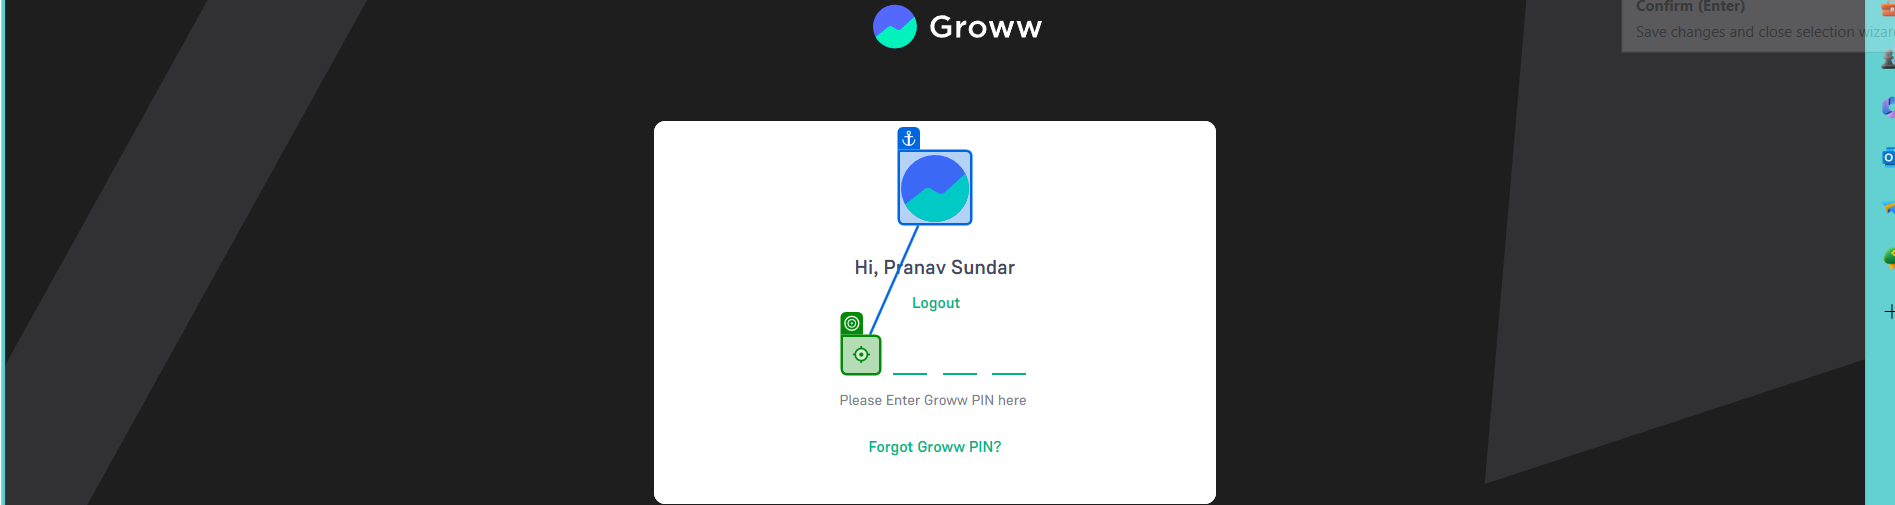 Groww
Confirm (Enter)
Save changes and close selection wizar
Hi, Pranav Sundar
Logout
Please Enter Groww PIN here
Forgot Groww PIN?